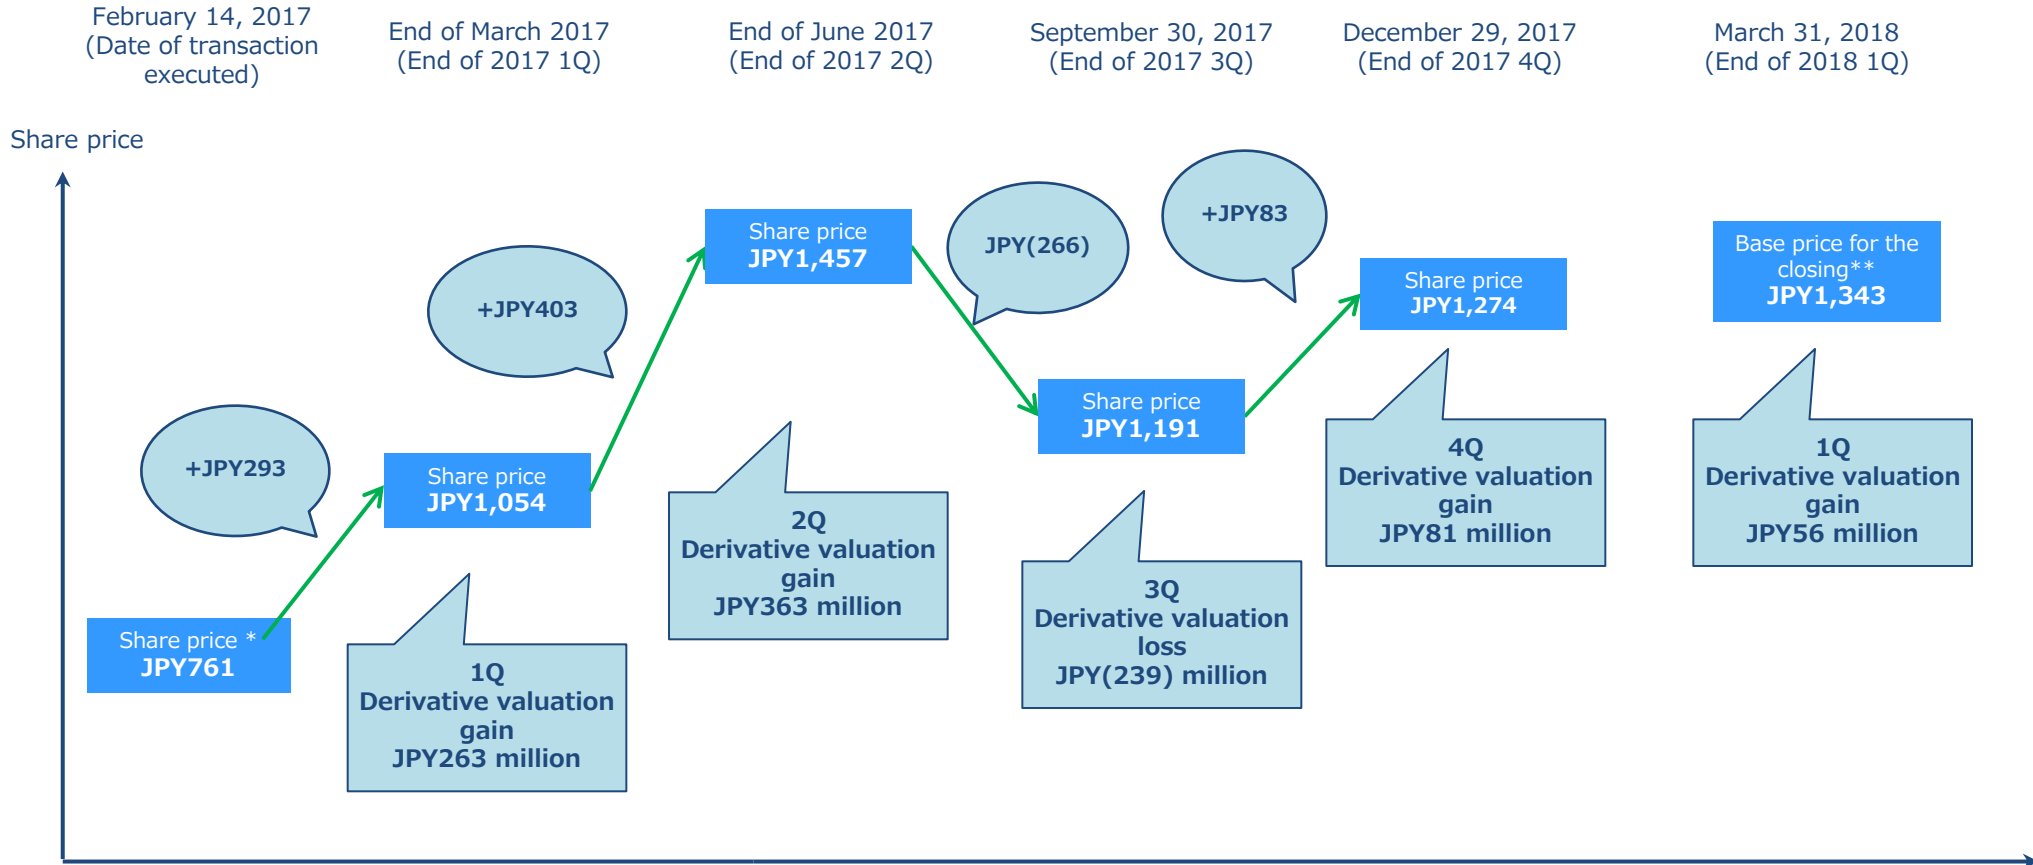 February 14, 2017
(Date of transaction
executed)
End of March 2017
(End of 2017 1Q)
End of June 2017
(End of 2017 2Q)
September 30, 2017
(End of 2017 3Q)
December 29, 2017
(End of 2017 4Q)
March 31, 2018
(End of 2018 1Q)
Share price
Share price *
JPY761
+JPY293
Share price
JPY1,054
1Q
Derivative valuation
gain
JPY263 million
+JPY403
Share price
JPY1,457
2Q
Derivative valuation
gain
JPY363 million
JPY(266)
Share price
JPY1,191
3Q
Derivative valuation
loss
JPY(239) million
+JPY83
Share price
JPY1,274
4Q
Derivative valuation
gain
JPY81 million
Base price for the
closing**
JPY1,343
1Q
Derivative valuation
gain
JPY56 million